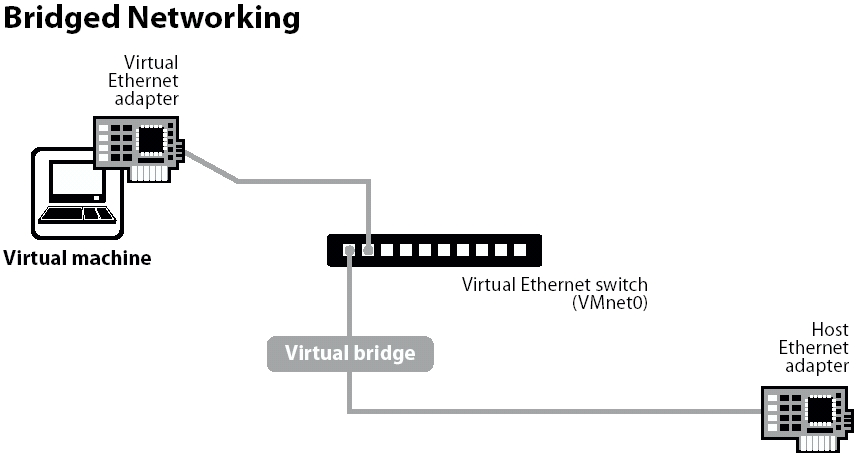 Bridged Networking
Virtual
Ethernet
adapter
Virtual machine
Virtual Ethernet switch
(VMnet0)
Virtual bridge
Host
Ethernet
adapter